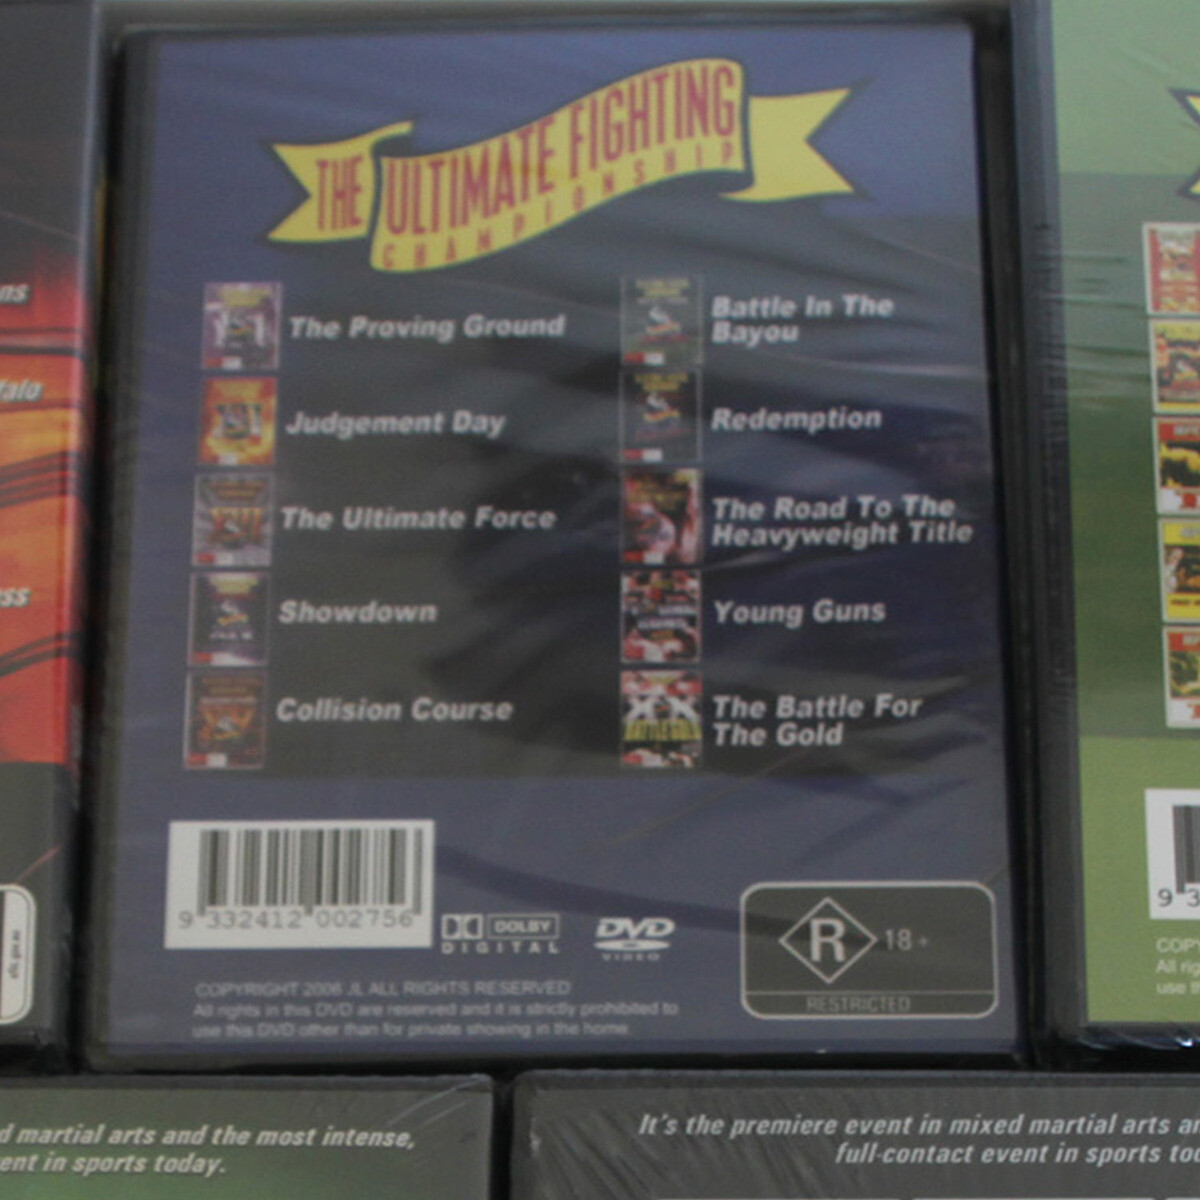 THE ULTIMATE FIGHTING
CHAMPIONSHIP
The Proving Ground
Judgement Day
The Ultimate Force
Showdown
Collision Course
Battle In The
Bayou
Redemption
The Road To The
Heavyweight Title
Young Guns
The Battle For
The Gold
9 332412 002756
DOLBY
DIGITAL
DVD
VIDEO
R 18+
RESTRICTED
COPYRIGHT 2006 JL ALL RIGHTS RESERVED
All rights in this DVD are reserved and it is strictly prohibited to
use this DVD other than for private showing in the home.
martial arts and the most intense,
in sports today.
It's the premiere event in mixed martial arts
full-contact event in sports